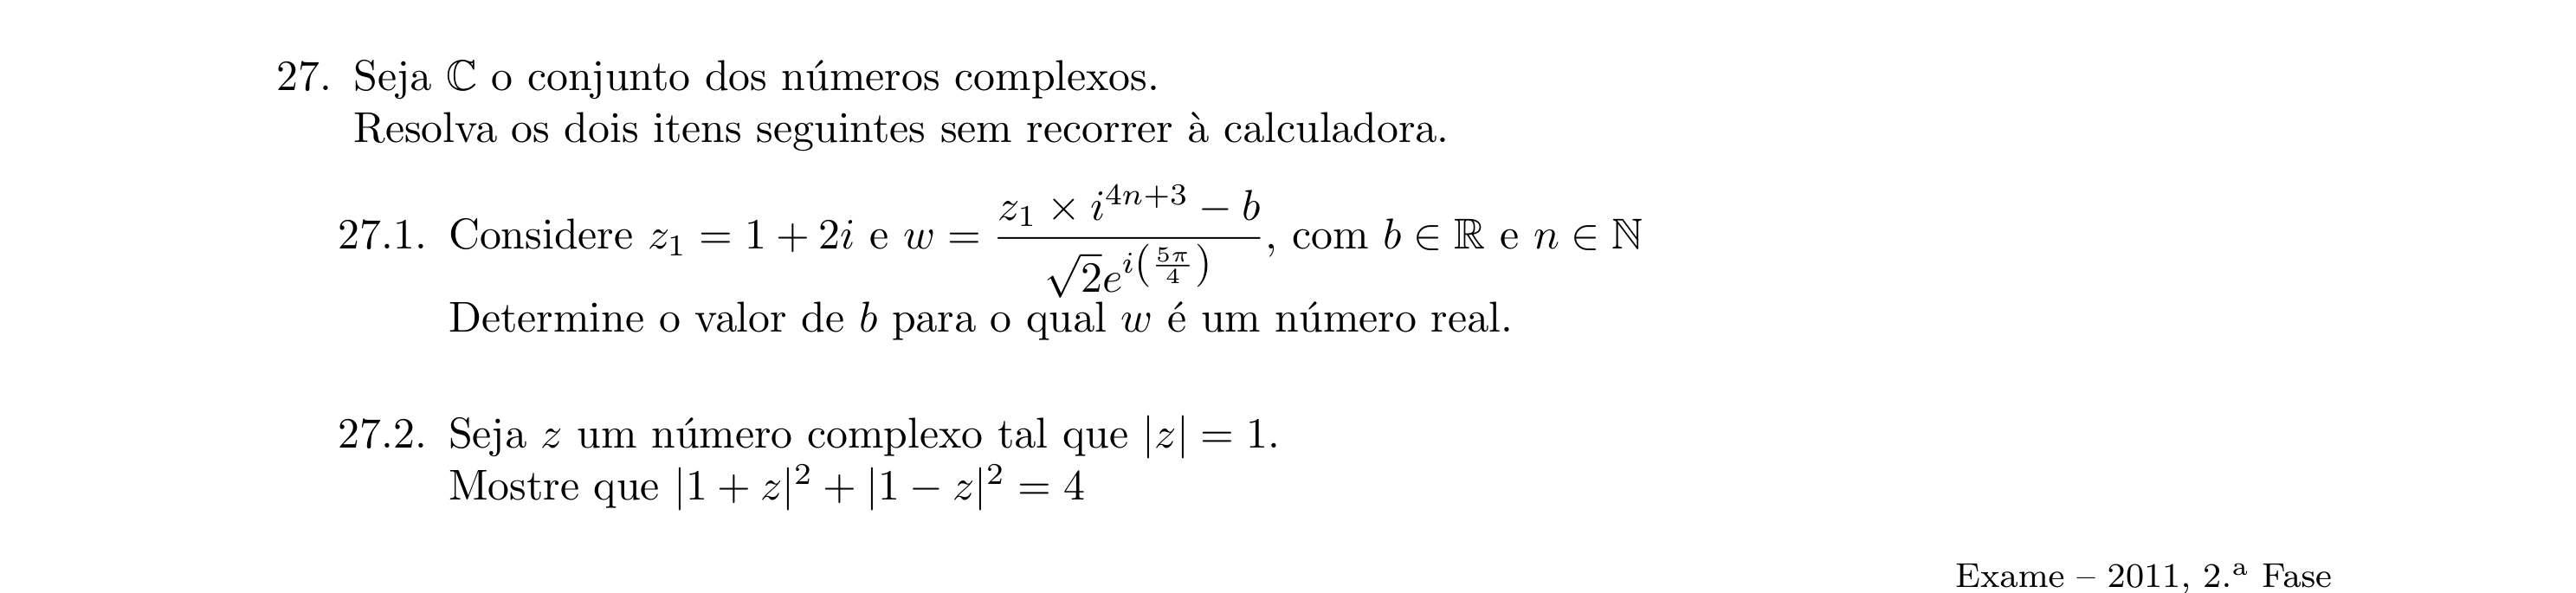 27. Seja ℂ o conjunto dos números complexos.
Resolva os dois itens seguintes sem recorrer à calculadora.
27.1. Considere $z_1 = 1 + 2i$ e $w = \dfrac{z_1 \times i^{4n+3} - b}{\sqrt{2}e^{i\left(\frac{5\pi}{4}\right)}}$, com $b \in \mathbb{R}$ e $n \in \mathbb{N}$
Determine o valor de $b$ para o qual $w$ é um número real.
27.2. Seja $z$ um número complexo tal que $|z| = 1$.
Mostre que $|1 + z|^2 + |1 - z|^2 = 4$
Exame – 2011, 2.ª Fase